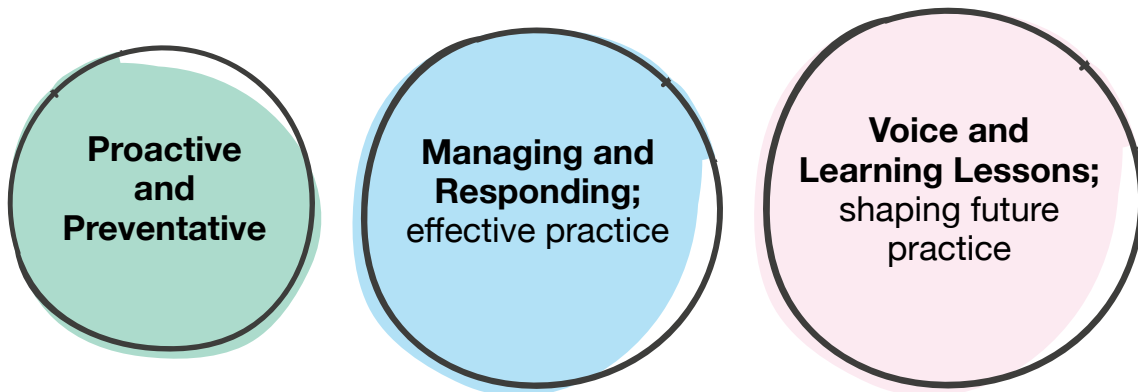 Proactive
and
Preventative
Managing and
Responding;
effective practice
Voice and
Learning Lessons;
shaping future
practice